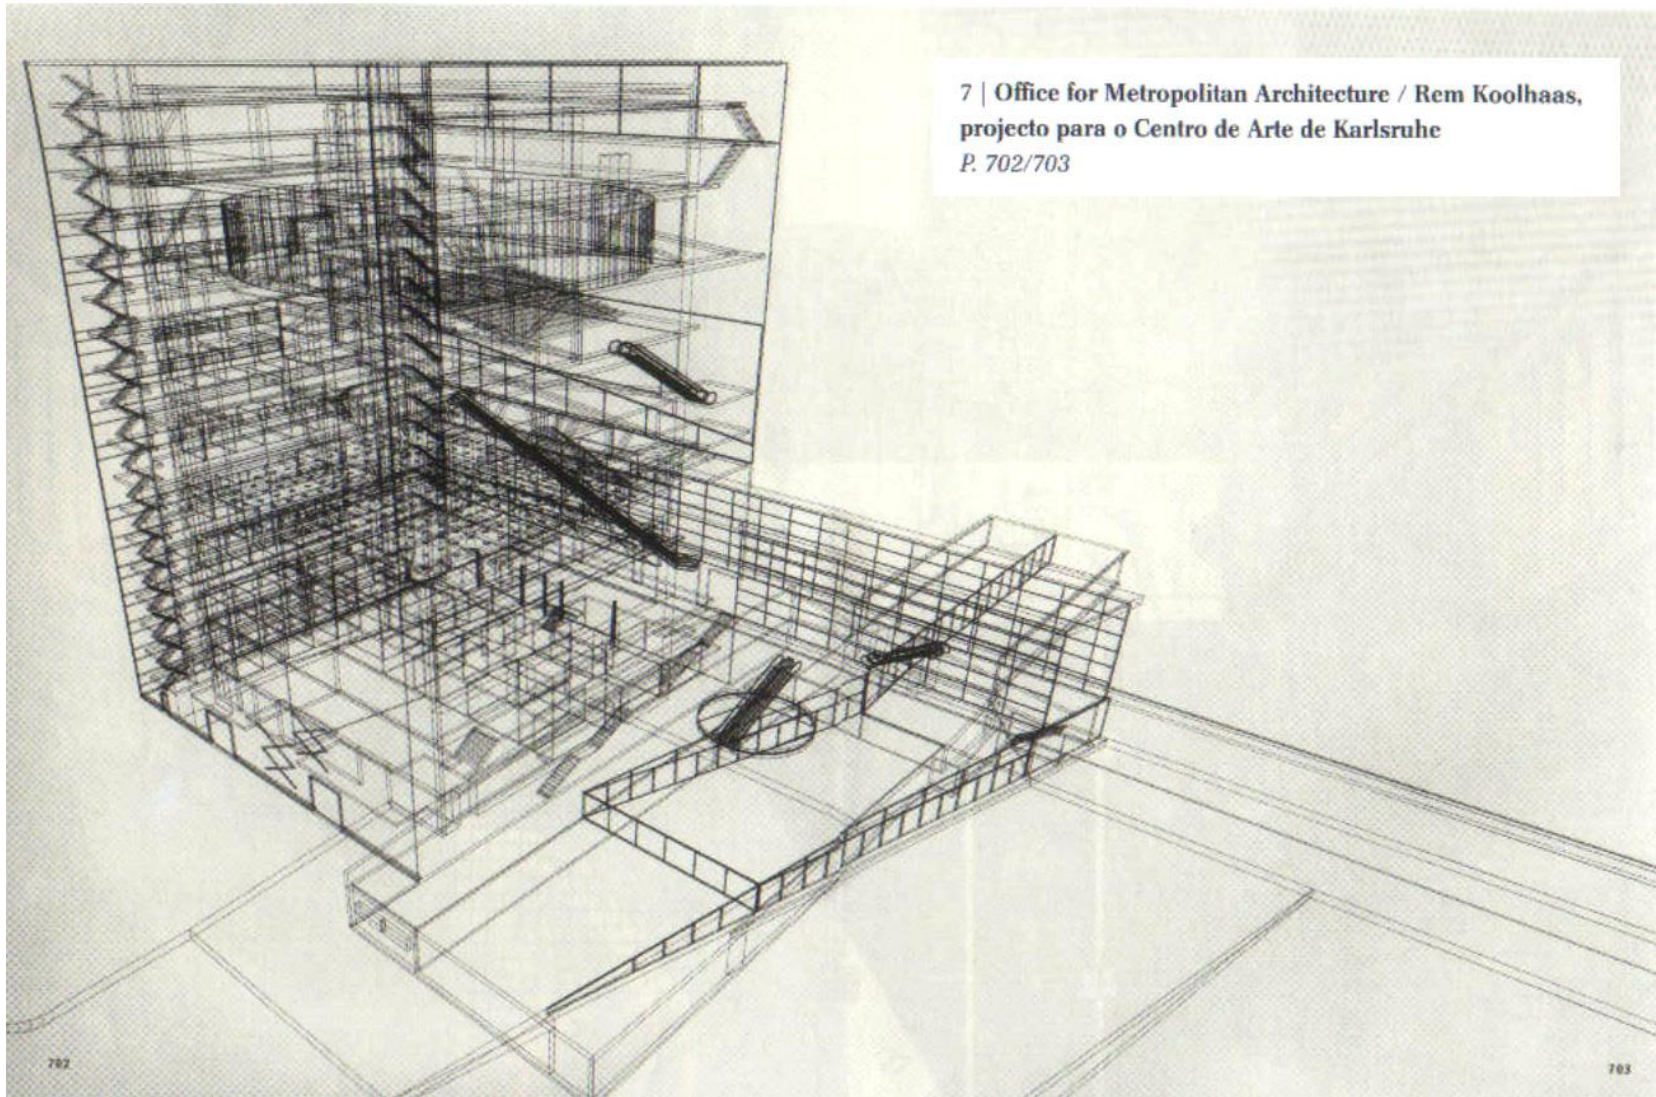 7 | Office for Metropolitan Architecture / Rem Koolhaas,
projecto para o Centro de Arte de Karlsruhe
P. 702/703
702
703